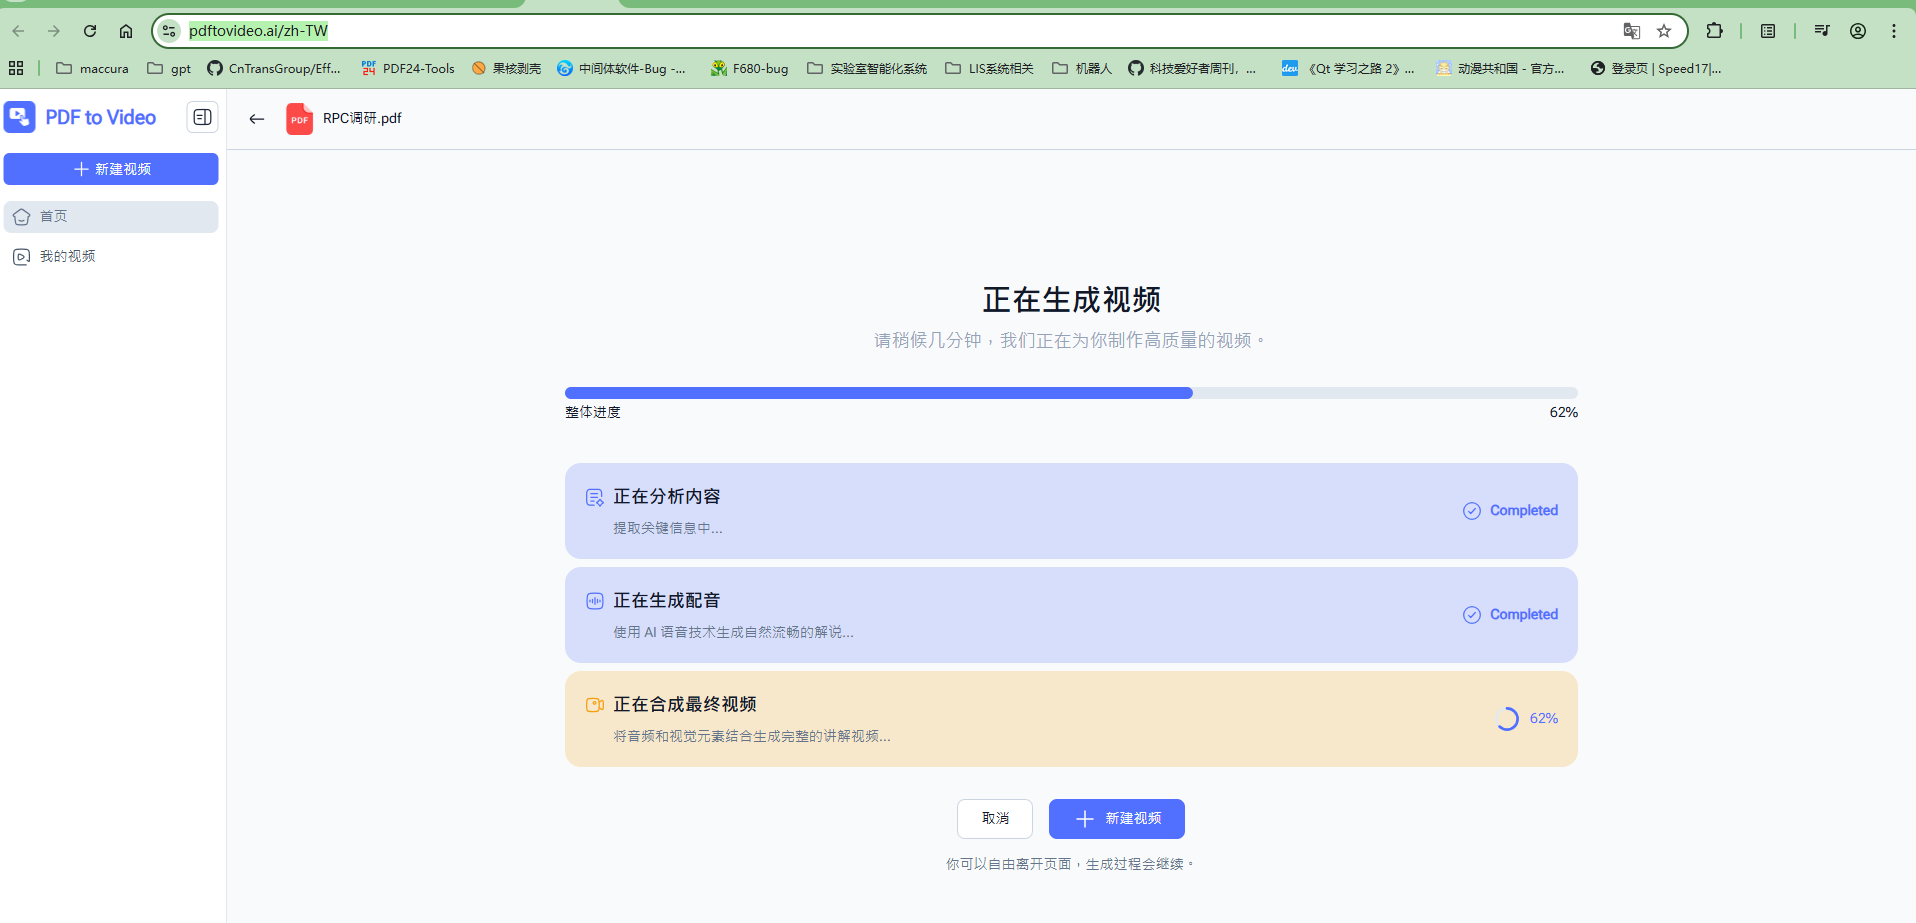 pdftovideo.ai/zh-TW
maccura
gpt
CnTransGroup/Eff...
PDF24-Tools
果核剥壳
中间体软件-Bug -...
F680-bug
实验室智能化系统
LIS系统相关
机器人
科技爱好者周刊，...
《Qt 学习之路 2》...
动漫共和国 - 官方...
登录页 | Speed17|...
PDF to Video
PDF
RPC调研.pdf
新建视频
首页
我的视频
正在生成视频
请稍候几分钟，我们正在为你制作高质量的视频。
整体进度
62%
正在分析内容
提取关键信息中...
Completed
正在生成配音
使用 AI 语音技术生成自然流畅的解说...
Completed
正在合成最终视频
将音频和视觉元素结合生成完整的讲解视频...
62%
取消
新建视频
你可以自由离开页面，生成过程会继续。